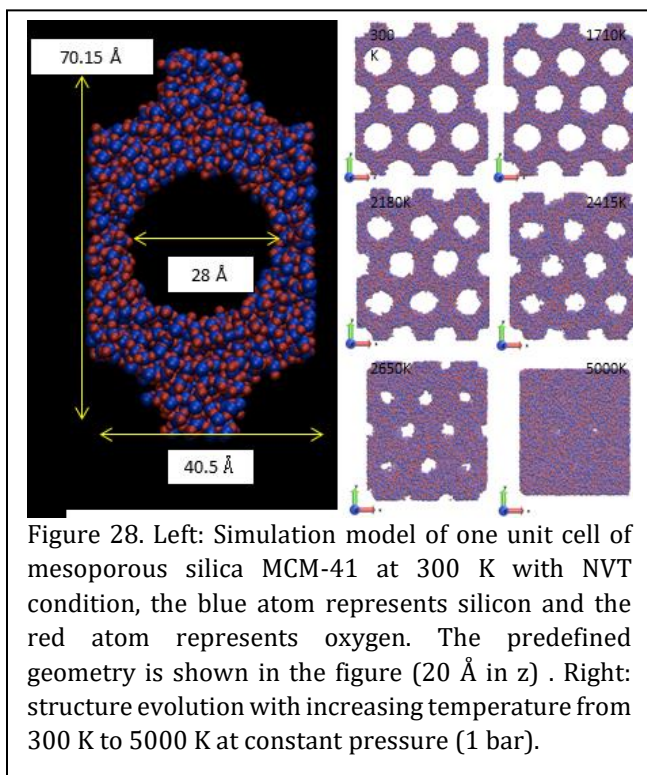 70.15 Å
28 Å
40.5 Å
300
K
1710K
2180K
2415K
2650K
5000K
Figure 28. Left: Simulation model of one unit cell of
mesoporous silica MCM-41 at 300 K with NVT
condition, the blue atom represents silicon and the
red atom represents oxygen. The predefined
geometry is shown in the figure (20 Å in z) . Right:
structure evolution with increasing temperature from
300 K to 5000 K at constant pressure (1 bar).